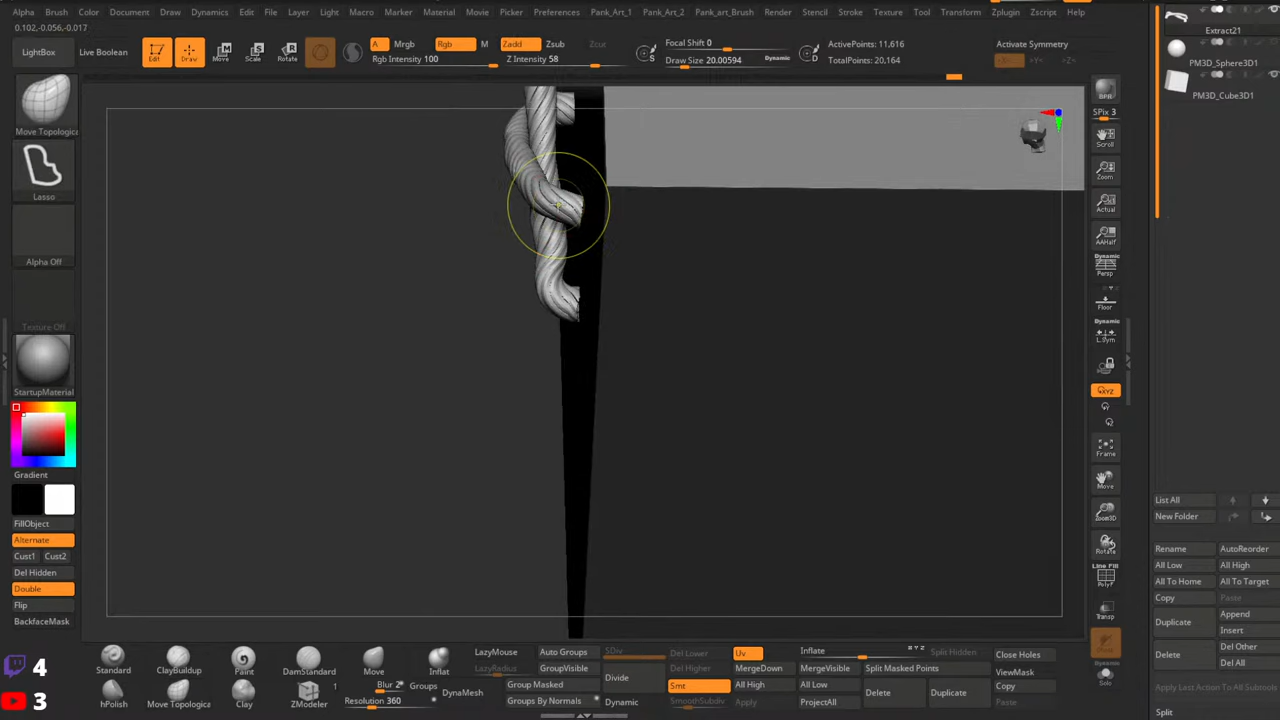 Alpha Brush Color Document Draw Dynamics Edit File Layer Light Macro Marker Material Movie Picker Preferences Pank_Art_1 Pank_Art_2 Pank_art_Brush Render Stencil Stroke Texture Tool Transform Zplugin Zscript Help
0.102,-0.056,-0.017
LightBox
Live Boolean
Edit
Draw
Move
Scale
Rotate
A
Mrgb
Rgb
M
Rgb Intensity 100
Zadd
Zsub
Zcut
Z Intensity 58
S
Focal Shift 0
Draw Size 20.00594
Dynamic
D
ActivePoints: 11,616
TotalPoints: 20,164
Activate Symmetry
>X<
>Y<
>Z<
Extract21
PM3D_Sphere3D1
PM3D_Cube3D1
Move Topologic
Lasso
Alpha Off
Texture Off
StartupMaterial
Gradient
FillObject
Alternate
Cust1 Cust2
Del Hidden
Double
Flip
BackfaceMask
BPR
SPix 3
Scroll
Zoom
Actual
AAHalf
Dynamic
Persp
Floor
Dynamic
L.Sym
XYZ
Frame
Move
Zoom3D
Rotate
Line Fill
PolyF
Transp
Dynamic
Solo
List All
New Folder
Rename AutoReorder
All Low All High
All To Home All To Target
Copy Paste
Duplicate Append
Insert
Delete Del Other
Del All
Apply Last Action To All Subtools
Split
4
3
Standard
ClayBuildup
Paint
DamStandard
Move
Inflat
hPolish
Move Topologica
Clay
ZModeler
1
LazyMouse
LazyRadius
Blur 2
Groups
Resolution 360
DynaMesh
Auto Groups
GroupVisible
Group Masked
Groups By Normals
SDiv
Divide
Dynamic
Del Lower
Del Higher
Smt
SmoothSubdiv
Uv
MergeDown
All High
Apply
Inflate
MergeVisible
All Low
ProjectAll
X Y Z
Split Hidden
Split Masked Points
Delete
Duplicate
Close Holes
ViewMask
Copy
Paste